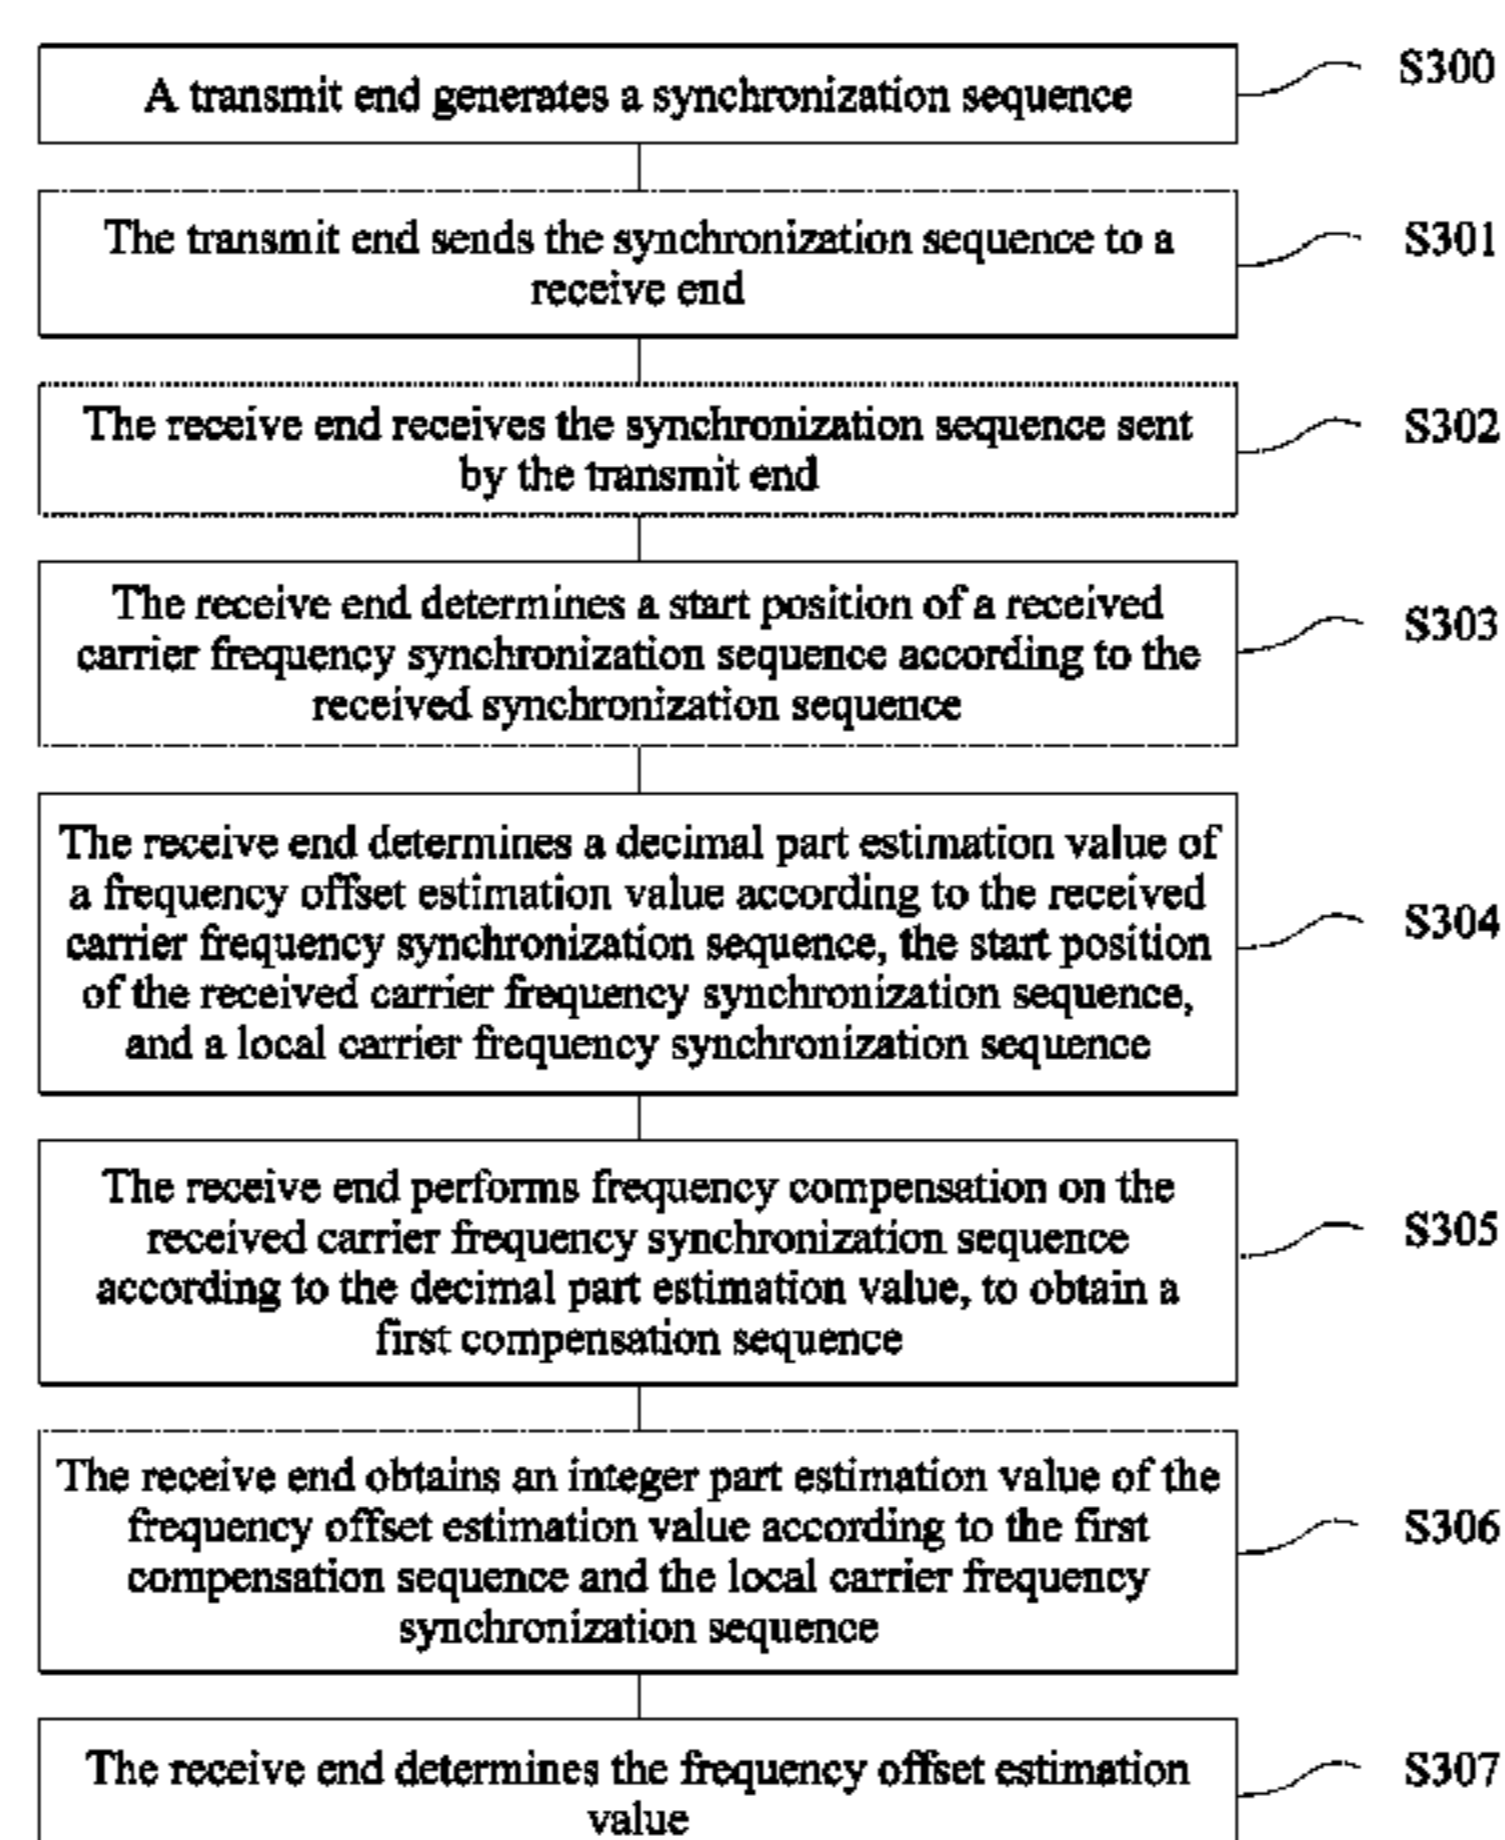 A transmit end generates a synchronization sequence
S300
The transmit end sends the synchronization sequence to a
receive end
S301
The receive end receives the synchronization sequence sent
by the transmit end
S302
The receive end determines a start position of a received
carrier frequency synchronization sequence according to the
received synchronization sequence
S303
The receive end determines a decimal part estimation value of
a frequency offset estimation value according to the received
carrier frequency synchronization sequence, the start position
of the received carrier frequency synchronization sequence,
and a local carrier frequency synchronization sequence
S304
The receive end performs frequency compensation on the
received carrier frequency synchronization sequence
according to the decimal part estimation value, to obtain a
first compensation sequence
S305
The receive end obtains an integer part estimation value of the
frequency offset estimation value according to the first
compensation sequence and the local carrier frequency
synchronization sequence
S306
The receive end determines the frequency offset estimation
value
S307